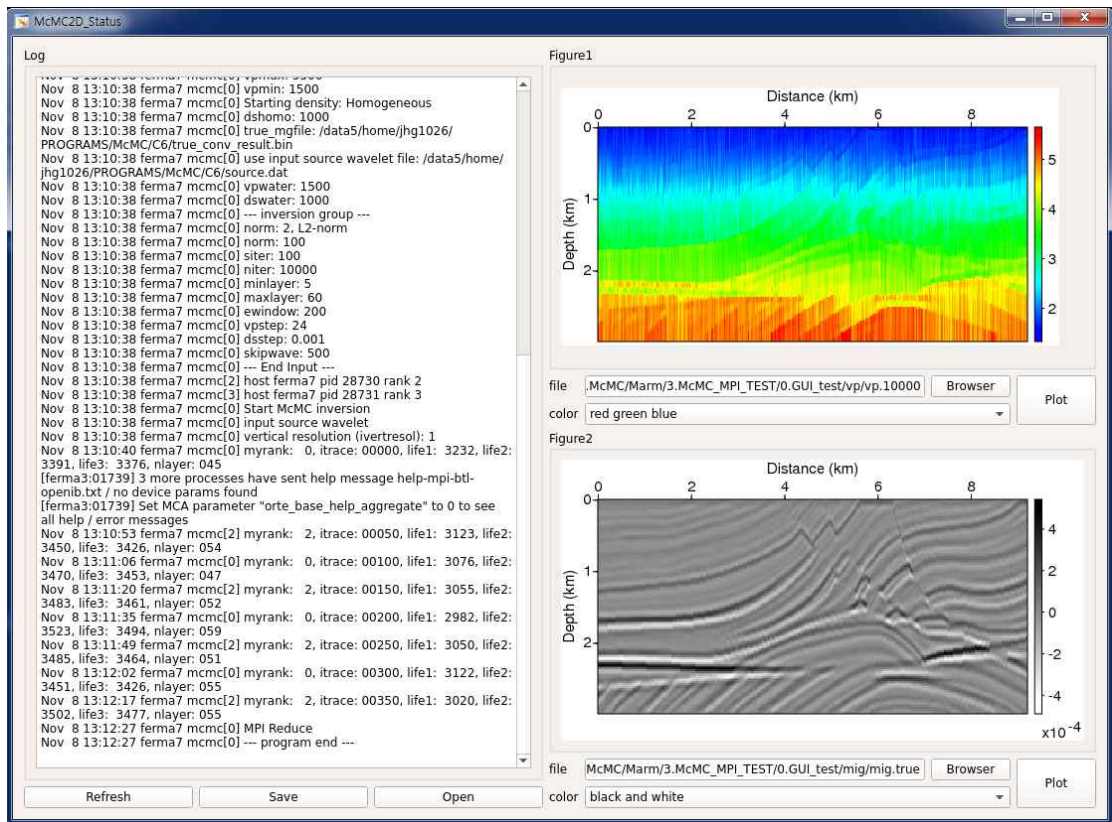 McMC2D_Status
Log
Nov 8 13:10:38 ferma7 mcmc[0] vpmax: 5500
Nov 8 13:10:38 ferma7 mcmc[0] vpmin: 1500
Nov 8 13:10:38 ferma7 mcmc[0] Starting density: Homogeneous
Nov 8 13:10:38 ferma7 mcmc[0] dshomo: 1000
Nov 8 13:10:38 ferma7 mcmc[0] true_mgfile: /data5/home/jhg1026/
PROGRAMS/McMC/C6/true_conv_result.bin
Nov 8 13:10:38 ferma7 mcmc[0] use input source wavelet file: /data5/home/
jhg1026/PROGRAMS/McMC/C6/source.dat
Nov 8 13:10:38 ferma7 mcmc[0] vpwater: 1500
Nov 8 13:10:38 ferma7 mcmc[0] dswater: 1000
Nov 8 13:10:38 ferma7 mcmc[0] --- inversion group ---
Nov 8 13:10:38 ferma7 mcmc[0] norm: 2, L2-norm
Nov 8 13:10:38 ferma7 mcmc[0] norm: 100
Nov 8 13:10:38 ferma7 mcmc[0] siter: 100
Nov 8 13:10:38 ferma7 mcmc[0] niter: 10000
Nov 8 13:10:38 ferma7 mcmc[0] minlayer: 5
Nov 8 13:10:38 ferma7 mcmc[0] maxlayer: 60
Nov 8 13:10:38 ferma7 mcmc[0] ewindow: 200
Nov 8 13:10:38 ferma7 mcmc[0] vpstep: 24
Nov 8 13:10:38 ferma7 mcmc[0] dsstep: 0.001
Nov 8 13:10:38 ferma7 mcmc[0] skipwave: 500
Nov 8 13:10:38 ferma7 mcmc[0] --- End Input ---
Nov 8 13:10:38 ferma7 mcmc[2] host ferma7 pid 28730 rank 2
Nov 8 13:10:38 ferma7 mcmc[3] host ferma7 pid 28731 rank 3
Nov 8 13:10:38 ferma7 mcmc[0] Start McMC inversion
Nov 8 13:10:38 ferma7 mcmc[0] input source wavelet
Nov 8 13:10:38 ferma7 mcmc[0] vertical resolution (ivertresol): 1
Nov 8 13:10:40 ferma7 mcmc[0] myrank: 0, itrace: 00000, life1: 3232, life2:
3391, life3: 3376, nlayer: 045
[ferma3:01739] 3 more processes have sent help message help-mpi-btl-
openib.txt / no device params found
[ferma3:01739] Set MCA parameter "orte_base_help_aggregate" to 0 to see
all help / error messages
Nov 8 13:10:53 ferma7 mcmc[2] myrank: 2, itrace: 00050, life1: 3123, life2:
3450, life3: 3426, nlayer: 054
Nov 8 13:11:06 ferma7 mcmc[0] myrank: 0, itrace: 00100, life1: 3076, life2:
3470, life3: 3453, nlayer: 047
Nov 8 13:11:20 ferma7 mcmc[2] myrank: 2, itrace: 00150, life1: 3055, life2:
3483, life3: 3461, nlayer: 052
Nov 8 13:11:35 ferma7 mcmc[0] myrank: 0, itrace: 00200, life1: 2982, life2:
3523, life3: 3494, nlayer: 059
Nov 8 13:11:49 ferma7 mcmc[2] myrank: 2, itrace: 00250, life1: 3050, life2:
3485, life3: 3464, nlayer: 051
Nov 8 13:12:02 ferma7 mcmc[0] myrank: 0, itrace: 00300, life1: 3122, life2:
3451, life3: 3426, nlayer: 055
Nov 8 13:12:17 ferma7 mcmc[2] myrank: 2, itrace: 00350, life1: 3020, life2:
3502, life3: 3477, nlayer: 055
Nov 8 13:12:27 ferma7 mcmc[0] MPI Reduce
Nov 8 13:12:27 ferma7 mcmc[0] --- program end ---
Refresh Save Open
Figure1
Distance (km)
0 2 4 6 8
Depth (km)
0
1
2
5
4
3
2
file .McMC/Marm/3.McMC_MPI_TEST/0.GUI_test/vp/vp.10000 Browser
Plot
color red green blue
Figure2
Distance (km)
0 2 4 6 8
Depth (km)
0
1
2
4
2
0
-2
-4
x10-4
file McMC/Marm/3.McMC_MPI_TEST/0.GUI_test/mig/mig.true Browser
Plot
color black and white